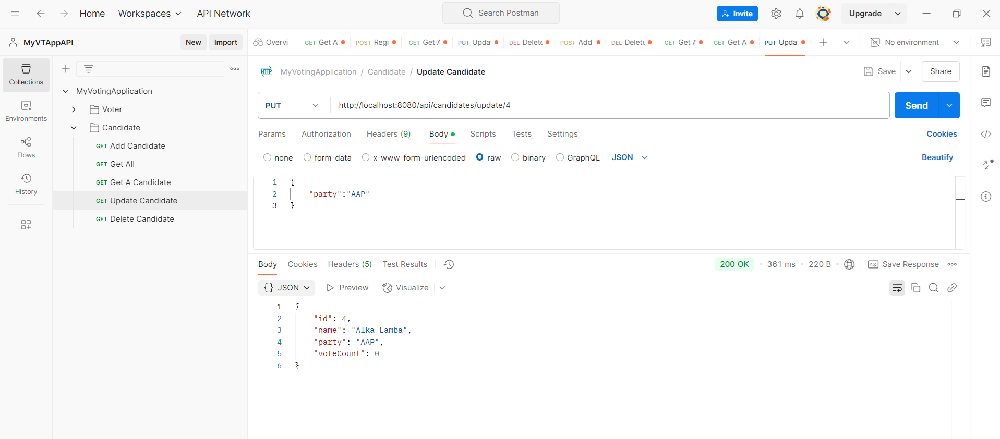 Home Workspaces API Network Search Postman Invite Upgrade
MyVTAppAPI New Import
Overvi GET Get A POST Regi GET Get A PUT Upda DEL Delete POST Add DEL Delete GET Get A GET Get A PUT Upda No environment
Collections
Environments
Flows
History
MyVotingApplication
Voter
Candidate
GET Add Candidate
GET Get All
GET Get A Candidate
GET Update Candidate
GET Delete Candidate
HTTP MyVotingApplication / Candidate / Update Candidate Save Share
PUT http://localhost:8080/api/candidates/update/4 Send
Params Authorization Headers (9) Body Scripts Tests Settings Cookies
none form-data x-www-form-urlencoded raw binary GraphQL JSON Beautify
1 {
2 "party":"AAP"
3 }
Body Cookies Headers (5) Test Results 200 OK 361 ms 220 B e.g. Save Response
{} JSON Preview Visualize
1 {
2 "id": 4,
3 "name": "Alka Lamba",
4 "party": "AAP",
5 "voteCount": 0
6 }